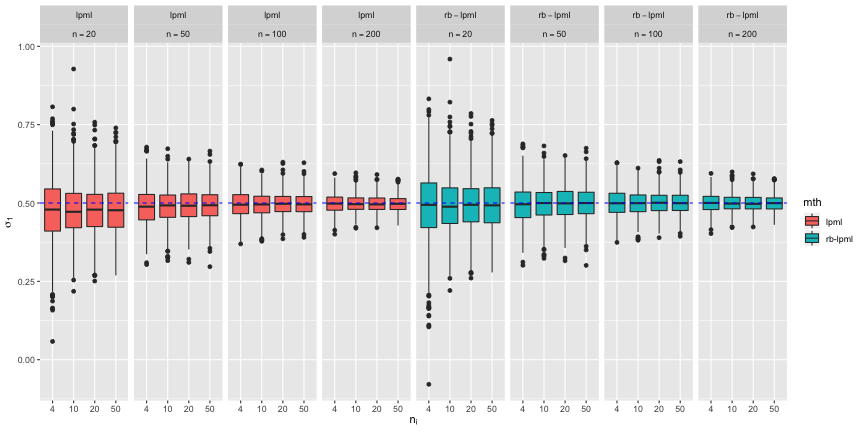 lpml lpml lpml lpml rb−lpml rb−lpml rb−lpml rb−lpml
n = 20 n = 50 n = 100 n = 200 n = 20 n = 50 n = 100 n = 200
1.00
0.75
0.50
0.25
0.00
σ1
4 10 20 50 4 10 20 50 4 10 20 50 4 10 20 50 4 10 20 50 4 10 20 50 4 10 20 50 4 10 20 50
ni
mth
lpml
rb-lpml